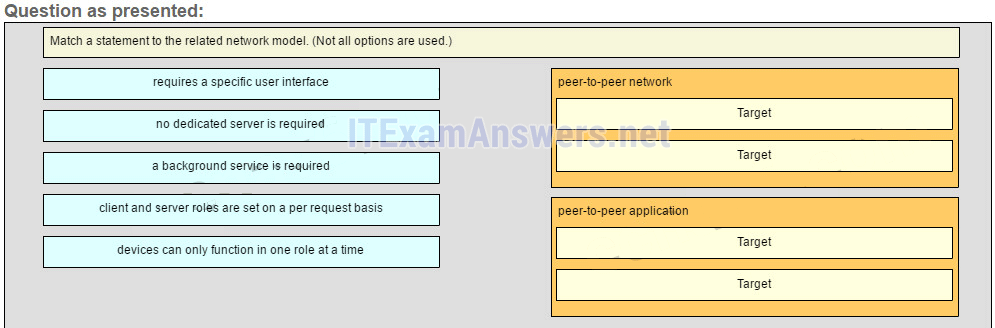 Question as presented:
Match a statement to the related network model. (Not all options are used.)
requires a specific user interface
no dedicated server is required
a background service is required
client and server roles are set on a per request basis
devices can only function in one role at a time
peer-to-peer network
Target
Target
peer-to-peer application
Target
Target
ITExamAnswers.net